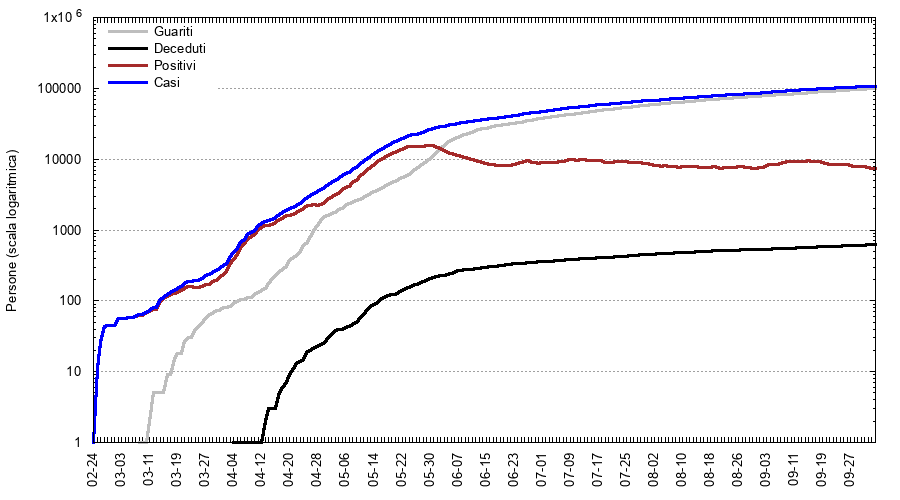 1x10 6
Guariti
Deceduti
Positivi
Casi
100000
10000
1000
100
10
1
Persone (scala logaritmica)
02-24 03-03 03-11 03-19 03-27 04-04 04-12 04-20 04-28 05-06 05-14 05-22 05-30 06-07 06-15 06-23 07-01 07-09 07-17 07-25 08-02 08-10 08-18 08-26 09-03 09-11 09-19 09-27